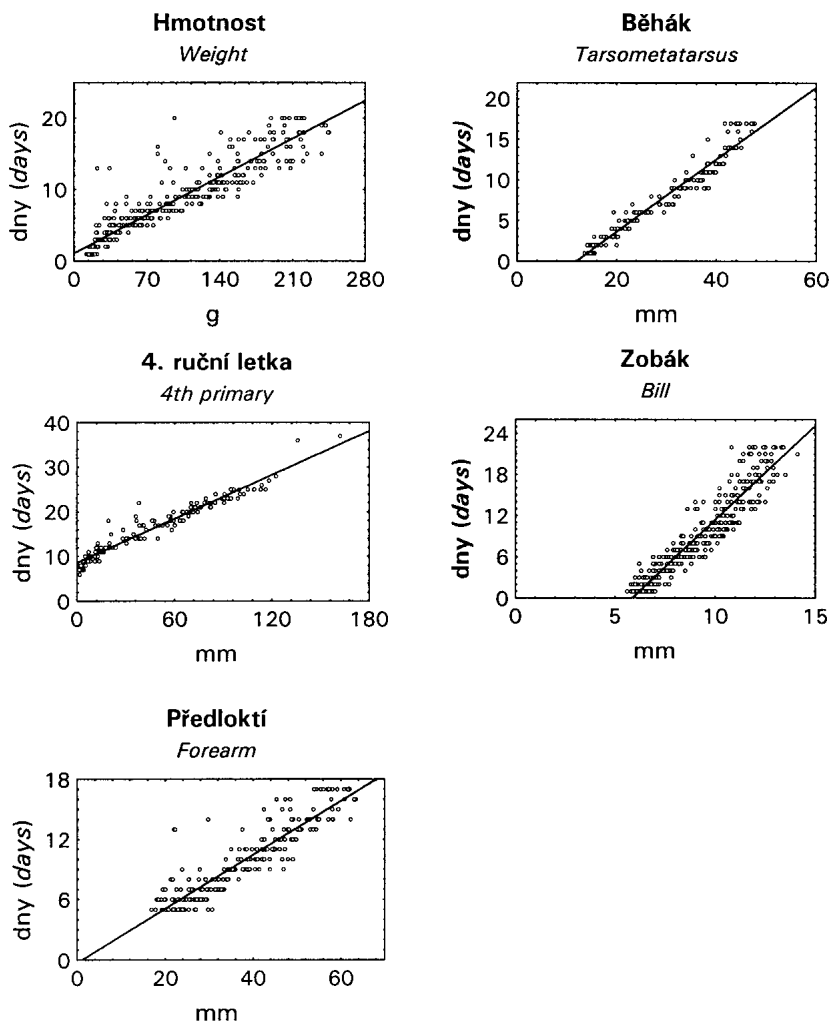 Hmotnost
Weight
dny (days)
20
10
0
0 70 140 210 280
g
Běhák
Tarsometatarsus
dny (days)
20
15
10
5
0
0 20 40 60
mm
4. ruční letka
4th primary
dny (days)
40
30
20
10
0
0 60 120 180
mm
Zobák
Bill
dny (days)
24
18
12
6
0
0 5 10 15
mm
Předloktí
Forearm
dny (days)
18
12
6
0
0 20 40 60
mm